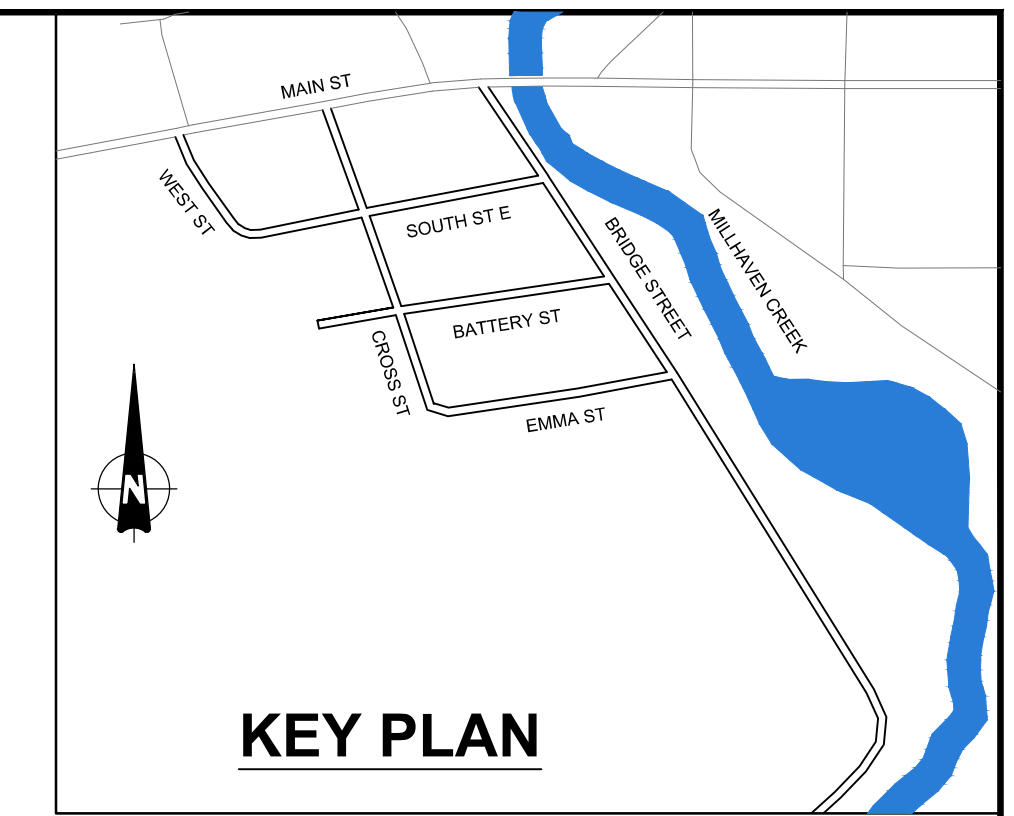 MAIN ST
WEST ST
SOUTH ST E
BRIDGE STREET
MILLHAVEN CREEK
BATTERY ST
CROSS ST
EMMA ST
N
KEY PLAN